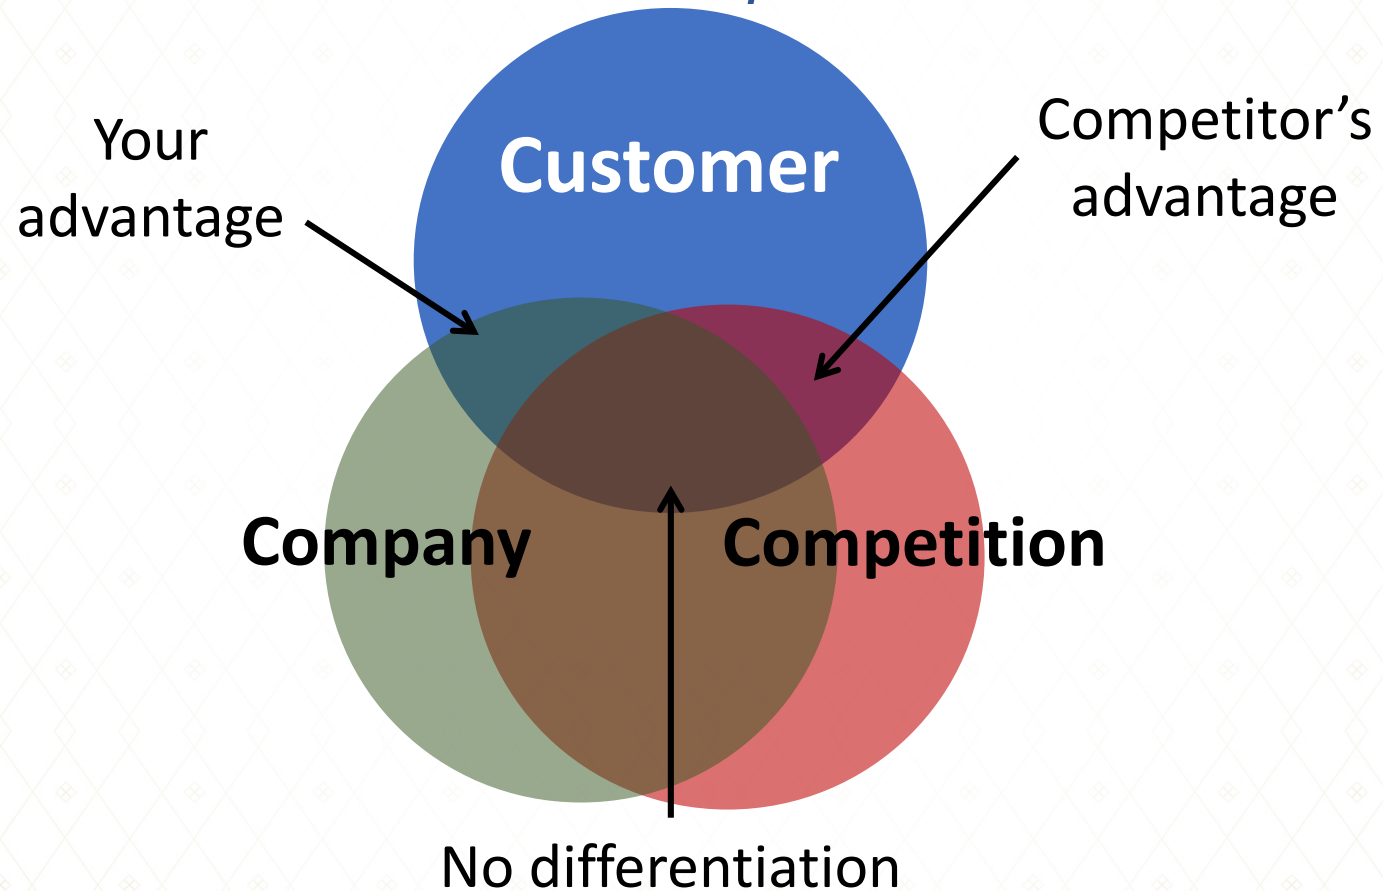 Your
advantage
Customer
Competitor’s
advantage
Company
Competition
No differentiation